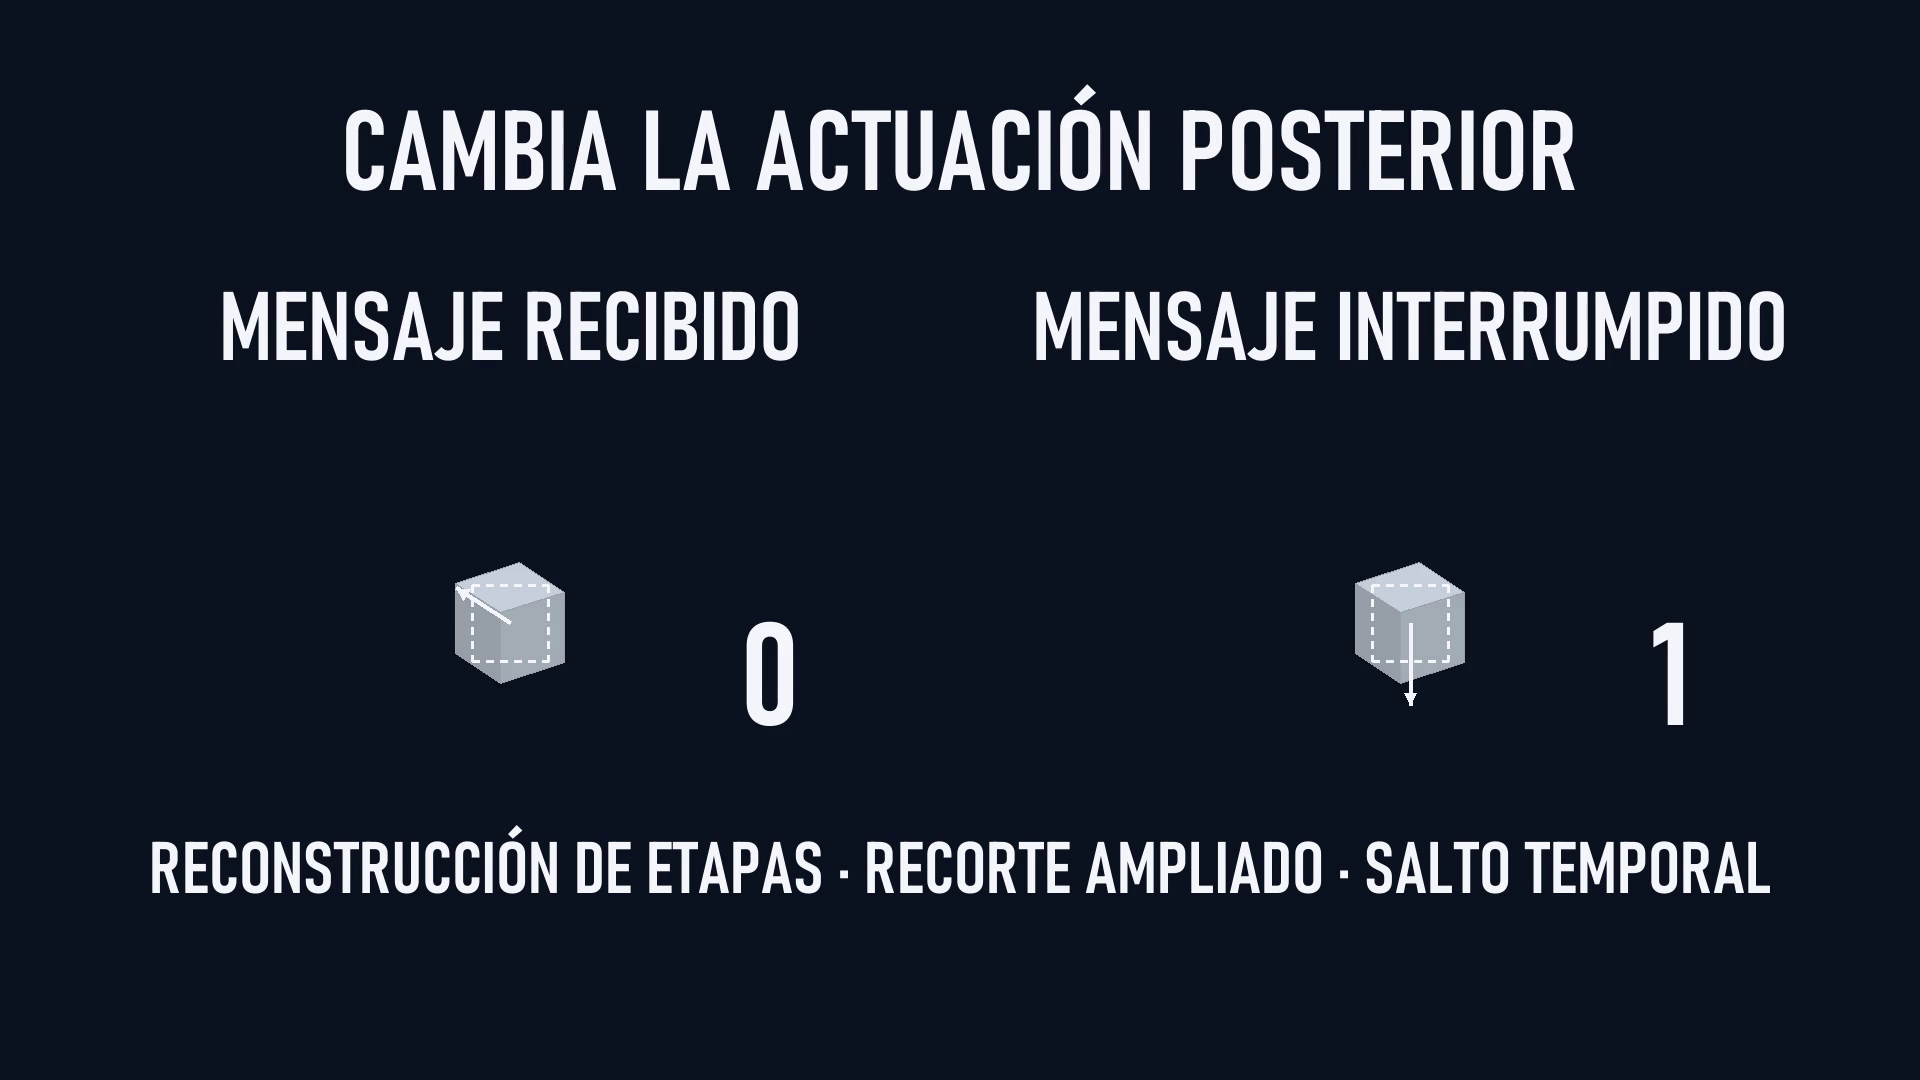 CAMBIA LA ACTUACIÓN POSTERIOR
MENSAJE RECIBIDO
MENSAJE INTERRUMPIDO
0
1
RECONSTRUCCIÓN DE ETAPAS · RECORTE AMPLIADO · SALTO TEMPORAL